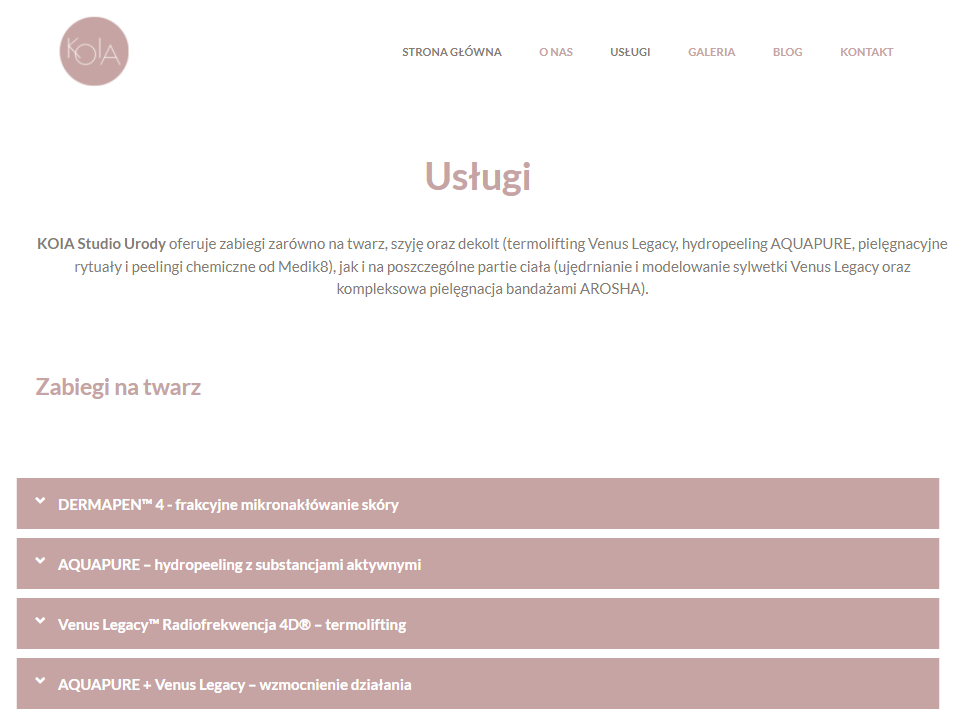 KOIA
STRONA GŁÓWNA O NAS USŁUGI GALERIA BLOG KONTAKT
Usługi
KOIA Studio Urody oferuje zabiegi zarówno na twarz, szyję oraz dekolt (termolifting Venus Legacy, hydropeeling AQUAPURE, pielęgnacyjne
rytuały i peelingi chemiczne od Medik8), jak i na poszczególne partie ciała (ujędrnianie i modelowanie sylwetki Venus Legacy oraz
kompleksowa pielęgnacja bandażami AROSHA).
Zabiegi na twarz
DERMAPEN™ 4 - frakcyjne mikronakłówanie skóry
AQUAPURE – hydropeeling z substancjami aktywnymi
Venus Legacy™ Radiofrekwencja 4D® – termolifting
AQUAPURE + Venus Legacy – wzmocnienie działania